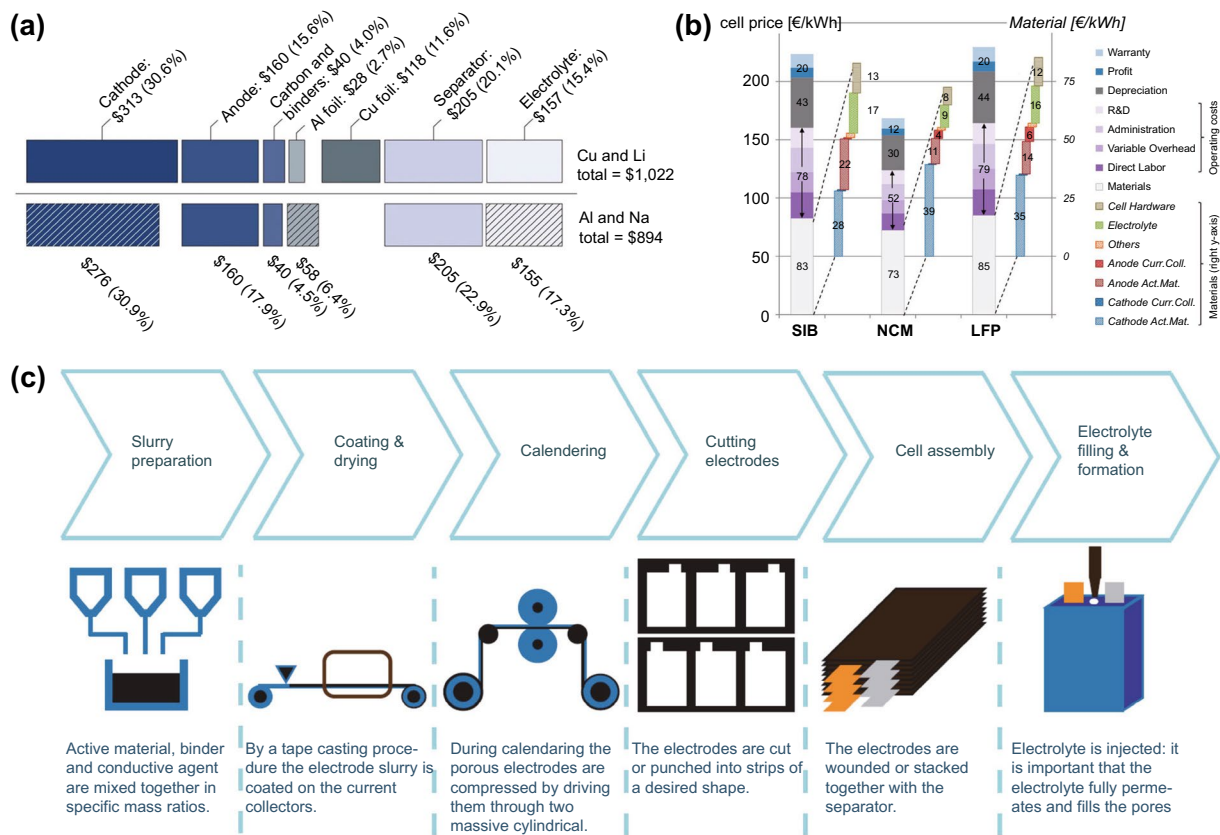 (a)
Cathode:
$313 (30.6%)
Anode: $160 (15.6%)
Carbon and
binders: $40 (4.0%)
Al foil: $28 (2.7%)
Cu foil: $118 (11.6%)
Separator:
$205 (20.1%)
Electrolyte:
$157 (15.4%)
Cu and Li
total = $1,022
Al and Na
total = $894
$276 (30.9%)
$160 (17.9%)
$40 (4.5%)
$58 (6.4%)
$205 (22.9%)
$155 (17.3%)
(b)
cell price [€/kWh]
Material [€/kWh]
200
150
100
50
0
75
50
25
0
20
43
78
83
13
17
22
28
12
30
52
73
8
9
4
11
39
20
44
79
85
12
16
6
14
35
SIB
NCM
LFP
Warranty
Profit
Depreciation
R&D
Administration
Variable Overhead
Direct Labor
Materials
Cell Hardware
Electrolyte
Others
Anode Curr.Coll.
Anode Act.Mat.
Cathode Curr.Coll.
Cathode Act.Mat.
Operating costs
Materials (right y-axis)
(c)
Slurry
preparation
Coating &
drying
Calendering
Cutting
electrodes
Cell assembly
Electrolyte
filling &
formation
Active material, binder
and conductive agent
are mixed together in
specific mass ratios.
By a tape casting proce-
dure the electrode slurry is
coated on the current
collectors.
During calendaring the
porous electrodes are
compressed by driving
them through two
massive cylindrical.
The electrodes are cut
or punched into strips of
a desired shape.
The electrodes are
wounded or stacked
together with the
separator.
Electrolyte is injected: it
is important that the
electrolyte fully perme-
ates and fills the pores